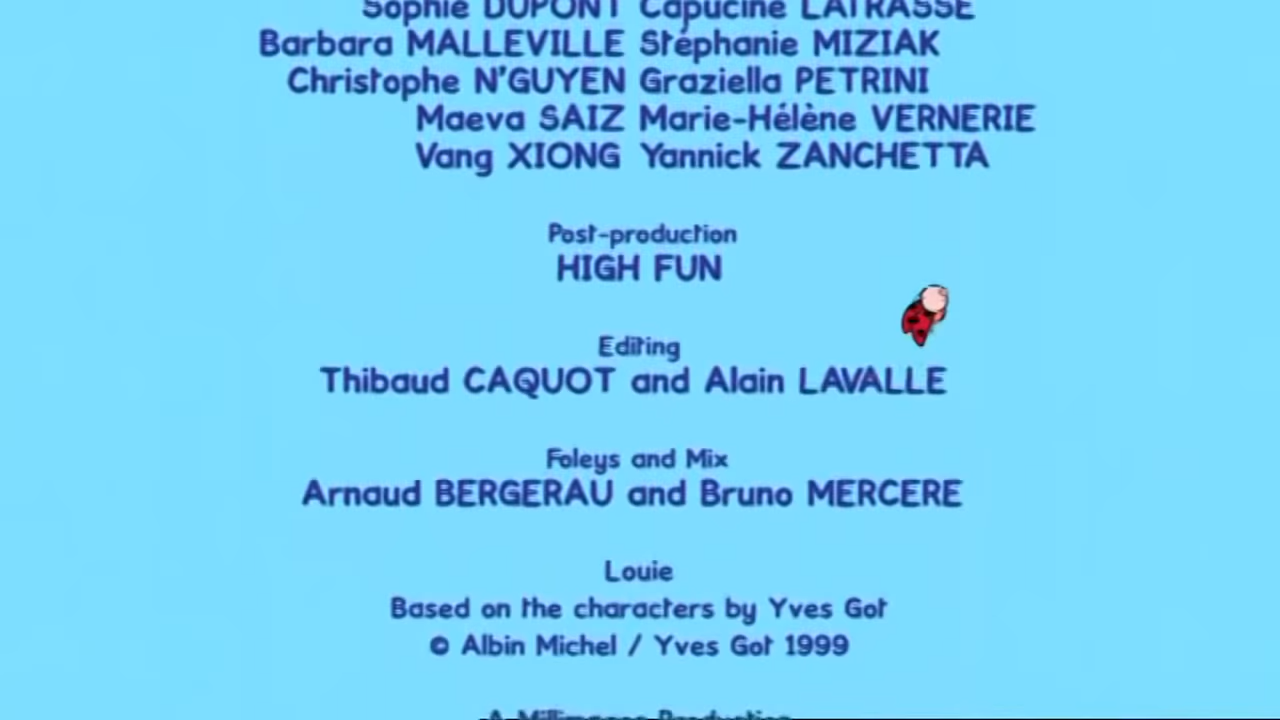 Sophie DUPONT Capucine LATRASSE
Barbara MALLEVILLE Stéphanie MIZIAK
Christophe N'GUYEN Graziella PETRINI
Maeva SAIZ Marie-Hélène VERNERIE
Vang XIONG Yannick ZANCHETTA
Post-production
HIGH FUN
Editing
Thibaud CAQUOT and Alain LAVALLE
Foleys and Mix
Arnaud BERGERAU and Bruno MERCERE
Louie
Based on the characters by Yves Got
© Albin Michel / Yves Got 1999
A Millimages Production